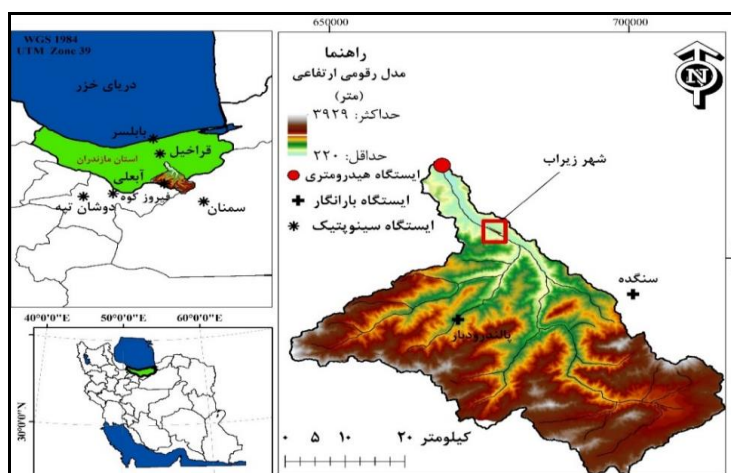 WGS 1984
UTM Zone 39
دریای خزر
بابلسر
قراخیل
استان مازندران
آبعلی
فیروز کوه
دوشان تپه
سمنان
40°0'0"E
50°0'0"E
60°0'0"E
30°0'0"N
650000
700000
راهنما
مدل رقومی ارتفاعی
(متر)
حداکثر: ۳۹۲۹
حداقل: ۲۲۰
ایستگاه هیدرومتری
ایستگاه بارانگار
ایستگاه سینوپتیک
N
شهر زیراب
سنگده
پالندرودبار
۰ ۵ ۱۰ ۲۰ کیلومتر